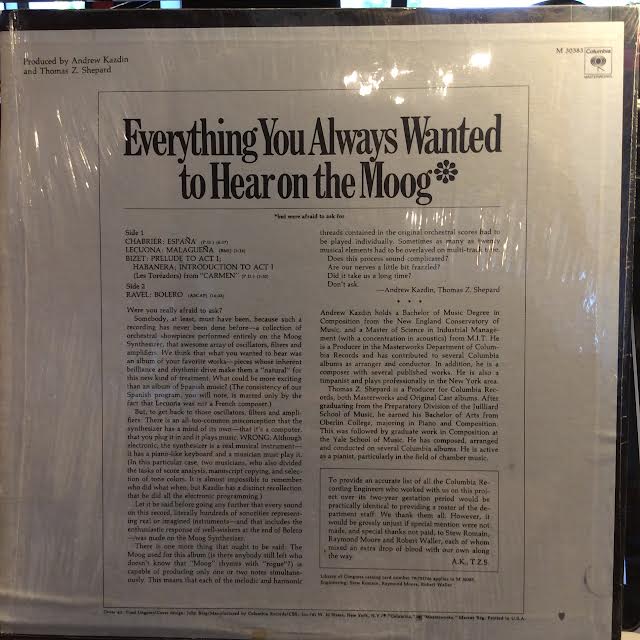 Produced by Andrew Kazdin
and Thomas Z. Shepard
M 30383
Columbia
MASTERWORKS
Everything You Always Wanted
to Hear on the Moog*
*but were afraid to ask for
Side 1
CHABRIER: ESPAÑA (P.D.)
LECUONA: MALAGUEÑA (BMI)
BIZET: PRELUDE TO ACT I;
HABANERA; INTRODUCTION TO ACT I
(Les Toréadors) from "CARMEN" (P.D.)
Side 2
RAVEL: BOLERO (ASCAP)
Were you really afraid to ask?
Somebody, at least, must have been, because such a
recording has never been done before—a collection of
orchestral showpieces performed entirely on the Moog
Synthesizer, that awesome array of oscillators, filters and
amplifiers. We think that what you wanted to hear was
an album of your favorite works—pieces whose inherent
brilliance and rhythmic drive make them a "natural" for
this new kind of treatment. What could be more exciting
than an album of Spanish music? (The consistency of our
Spanish program, you will note, is marred only by the
fact that Lecuona was not a French composer.)
But, to get back to those oscillators, filters and ampli-
fiers: There is an all-too-common misconception that the
synthesizer has a mind of its own—that it's a computer,
that you plug it in and it plays music. WRONG. Although
electronic, the synthesizer is a real musical instrument—
it has a piano-like keyboard and a musician must play it.
(In this particular case, two musicians, who also divided
the tasks of score analysis, manuscript copying, and selec-
tion of tone colors. It is almost impossible to remember
who did what when, but Kazdin has a distinct recollection
that he did all the electronic programming.)
Let it be said before going any further that every sound
on this record, literally hundreds of sonorities represent-
ing real or imagined instruments—and that includes the
enthusiastic response of well-wishers at the end of Bolero
—was made on the Moog Synthesizer.
There is one more thing that ought to be said: The
Moog used for this album (is there anybody still left who
doesn't know that "Moog" rhymes with "rogue"?) is
capable of producing only one or two notes simultane-
ously. This means that each of the melodic and harmonic
threads contained in the original orchestral scores had to
be played individually. Sometimes as many as twenty
musical elements had to be overlayed on multi-track tape.
Does this process sound complicated?
Are our nerves a little bit frazzled?
Did it take us a long time?
Don't ask.
—Andrew Kazdin, Thomas Z. Shepard
* * *
Andrew Kazdin holds a Bachelor of Music Degree in
Composition from the New England Conservatory of
Music, and a Master of Science in Industrial Manage-
ment (with a concentration in acoustics) from M.I.T. He
is a Producer in the Masterworks Department of Colum-
bia Records and has contributed to several Columbia
albums as arranger and conductor. In addition, he is a
composer with several published works. He is also a
timpanist and plays professionally in the New York area.
Thomas Z. Shepard is a Producer for Columbia Rec-
ords, both Masterworks and Original Cast albums. After
graduating from the Preparatory Division of the Juilliard
School of Music, he earned his Bachelor of Arts from
Oberlin College, majoring in Piano and Composition.
This was followed by graduate work in Composition at
the Yale School of Music. He has composed, arranged
and conducted on several Columbia albums. He is active
as a pianist, particularly in the field of chamber music.
To provide an accurate list of all the Columbia Re-
cording Engineers who worked with us on this proj-
ect over its two-year gestation period would be
practically identical to providing a roster of the de-
partment staff. We thank them all. However, it
would be grossly unjust if special mention were not
made, and special thanks not paid, to Stew Romain,
Raymond Moore and Robert Waller, each of whom
mixed an extra drop of blood with our own along
the way.
A.K., T.Z.S.
Library of Congress catalog card number applies to M 30383
Engineering: Stew Romain, Raymond Moore, Robert Waller